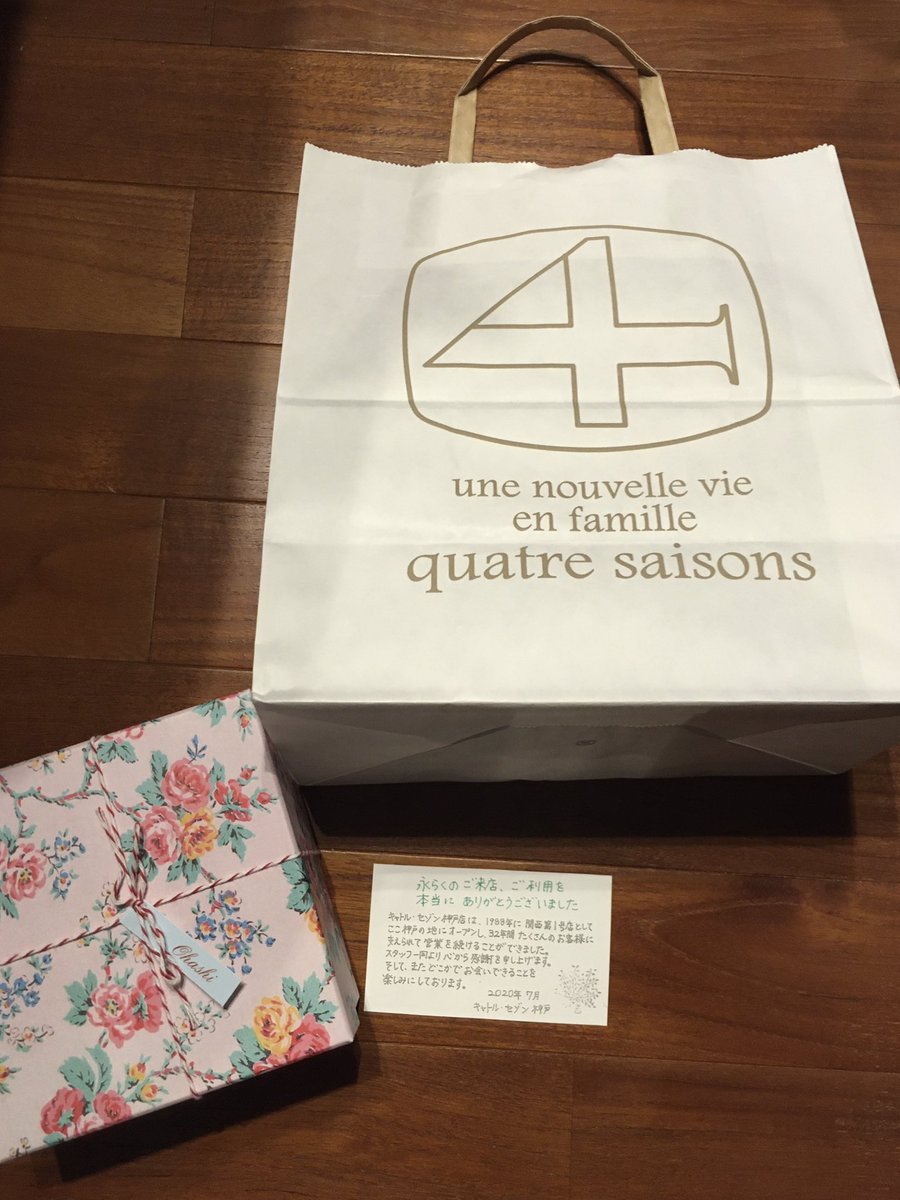 4
une nouvelle vie
en famille
quatre saisons
Ohashi
永らくのご来店、ご利用を
本当に ありがとうございました
キャトル・セゾン神戸店は、1988年に関西第1号店として
ここ神戸の地にオープンし、32年間たくさんのお客様に
支えられて営業を続けることができました。
スタッフ一同より心から感謝を申し上げます。
そして、またどこかでお会いできることを
楽しみにしております。
2020年 7月
キャトル・セゾン 神戸